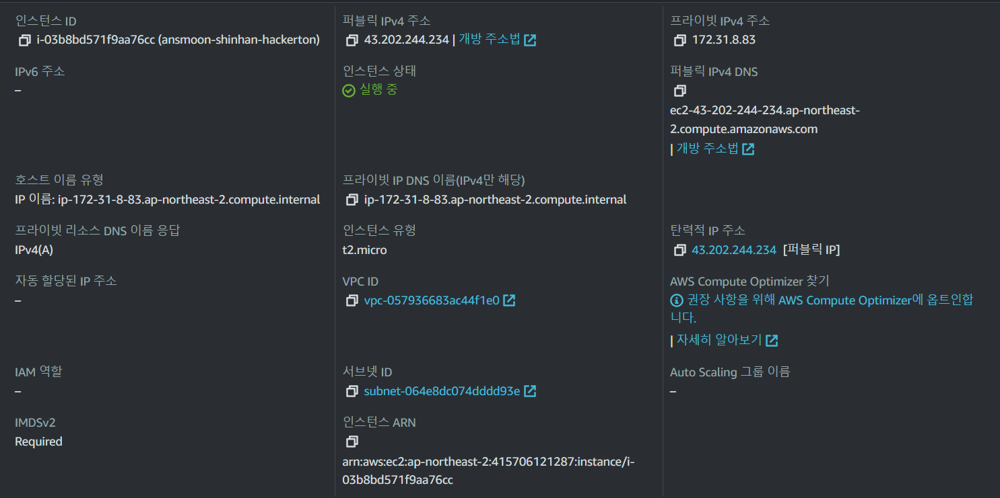 인스턴스 ID
i-03b8bd571f9aa76cc (ansmoon-shinhan-hackerton)
퍼블릭 IPv4 주소
43.202.244.234 | 개방 주소법
프라이빗 IPv4 주소
172.31.8.83
IPv6 주소
–
인스턴스 상태
실행 중
퍼블릭 IPv4 DNS
ec2-43-202-244-234.ap-northeast-
2.compute.amazonaws.com
| 개방 주소법
호스트 이름 유형
IP 이름: ip-172-31-8-83.ap-northeast-2.compute.internal
프라이빗 IP DNS 이름(IPv4만 해당)
ip-172-31-8-83.ap-northeast-2.compute.internal
프라이빗 리소스 DNS 이름 응답
IPv4(A)
인스턴스 유형
t2.micro
탄력적 IP 주소
43.202.244.234 [퍼블릭 IP]
자동 할당된 IP 주소
–
VPC ID
vpc-057936683ac44f1e0
AWS Compute Optimizer 찾기
권장 사항을 위해 AWS Compute Optimizer에 옵트인합
니다.
| 자세히 알아보기
IAM 역할
–
서브넷 ID
subnet-064e8dc074dddd93e
Auto Scaling 그룹 이름
–
IMDSv2
Required
인스턴스 ARN
arn:aws:ec2:ap-northeast-2:415706121287:instance/i-
03b8bd571f9aa76cc